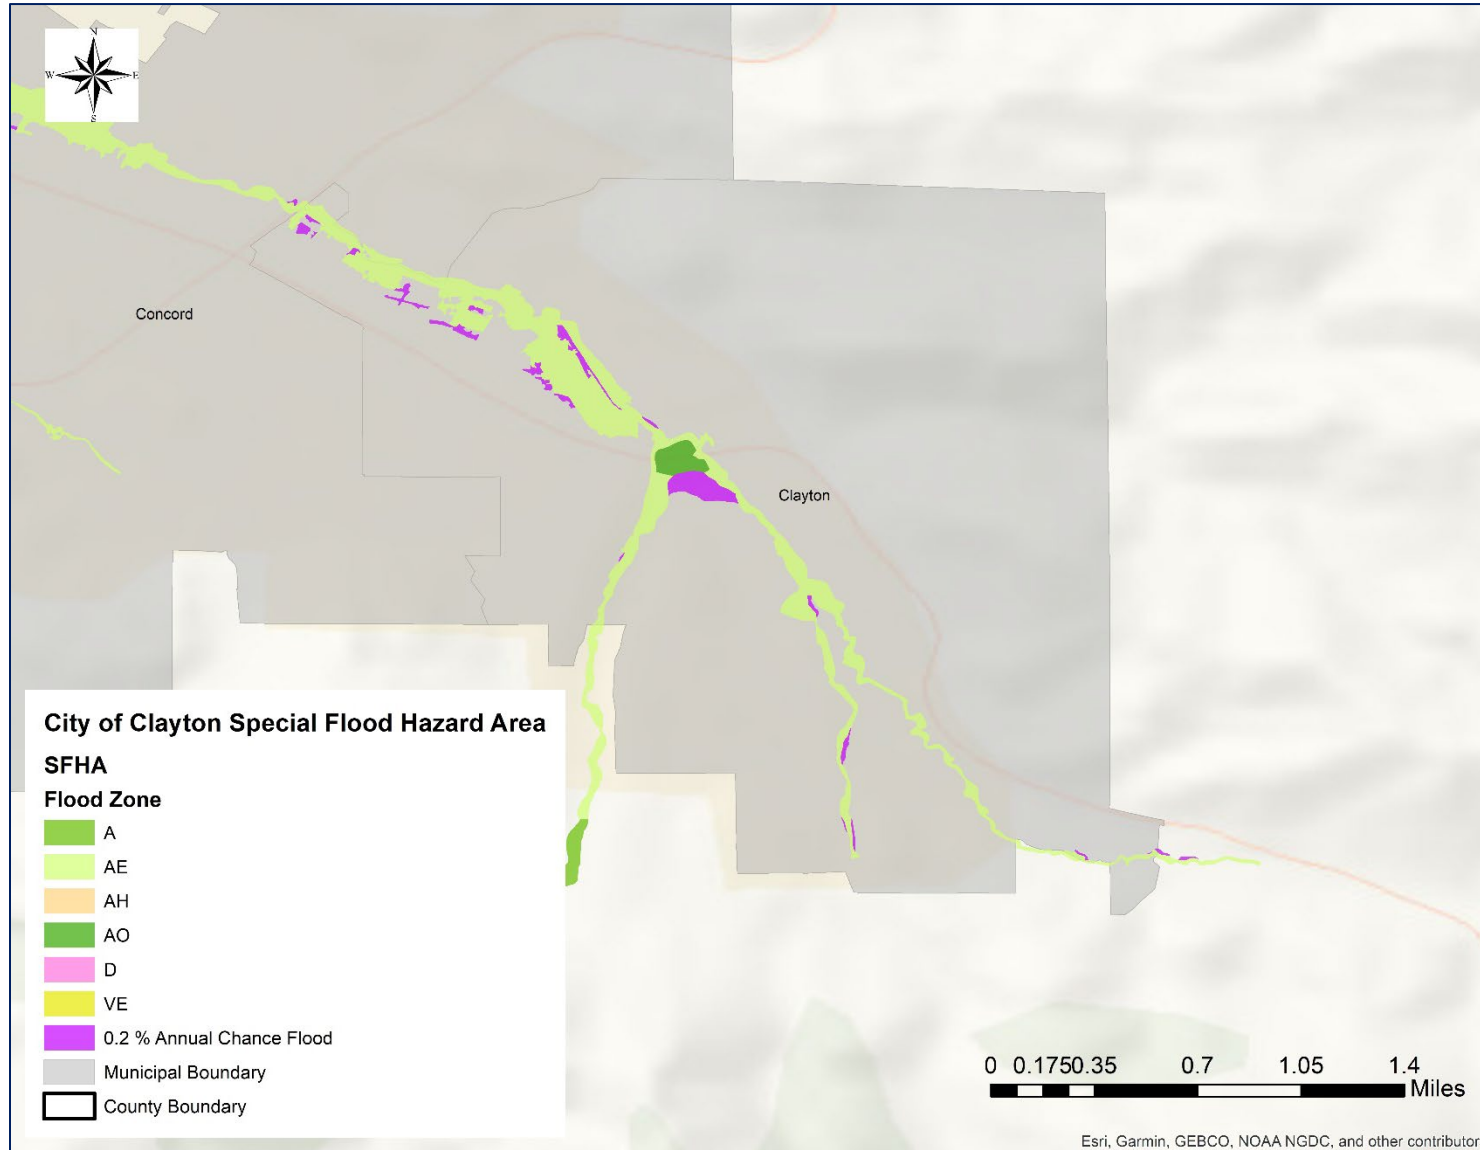 N
W E
S
Concord
Clayton
City of Clayton Special Flood Hazard Area
SFHA
Flood Zone
A
AE
AH
AO
D
VE
0.2 % Annual Chance Flood
Municipal Boundary
County Boundary
0 0.175 0.35 0.7 1.05 1.4
Miles
Esri, Garmin, GEBCO, NOAA NGDC, and other contributor